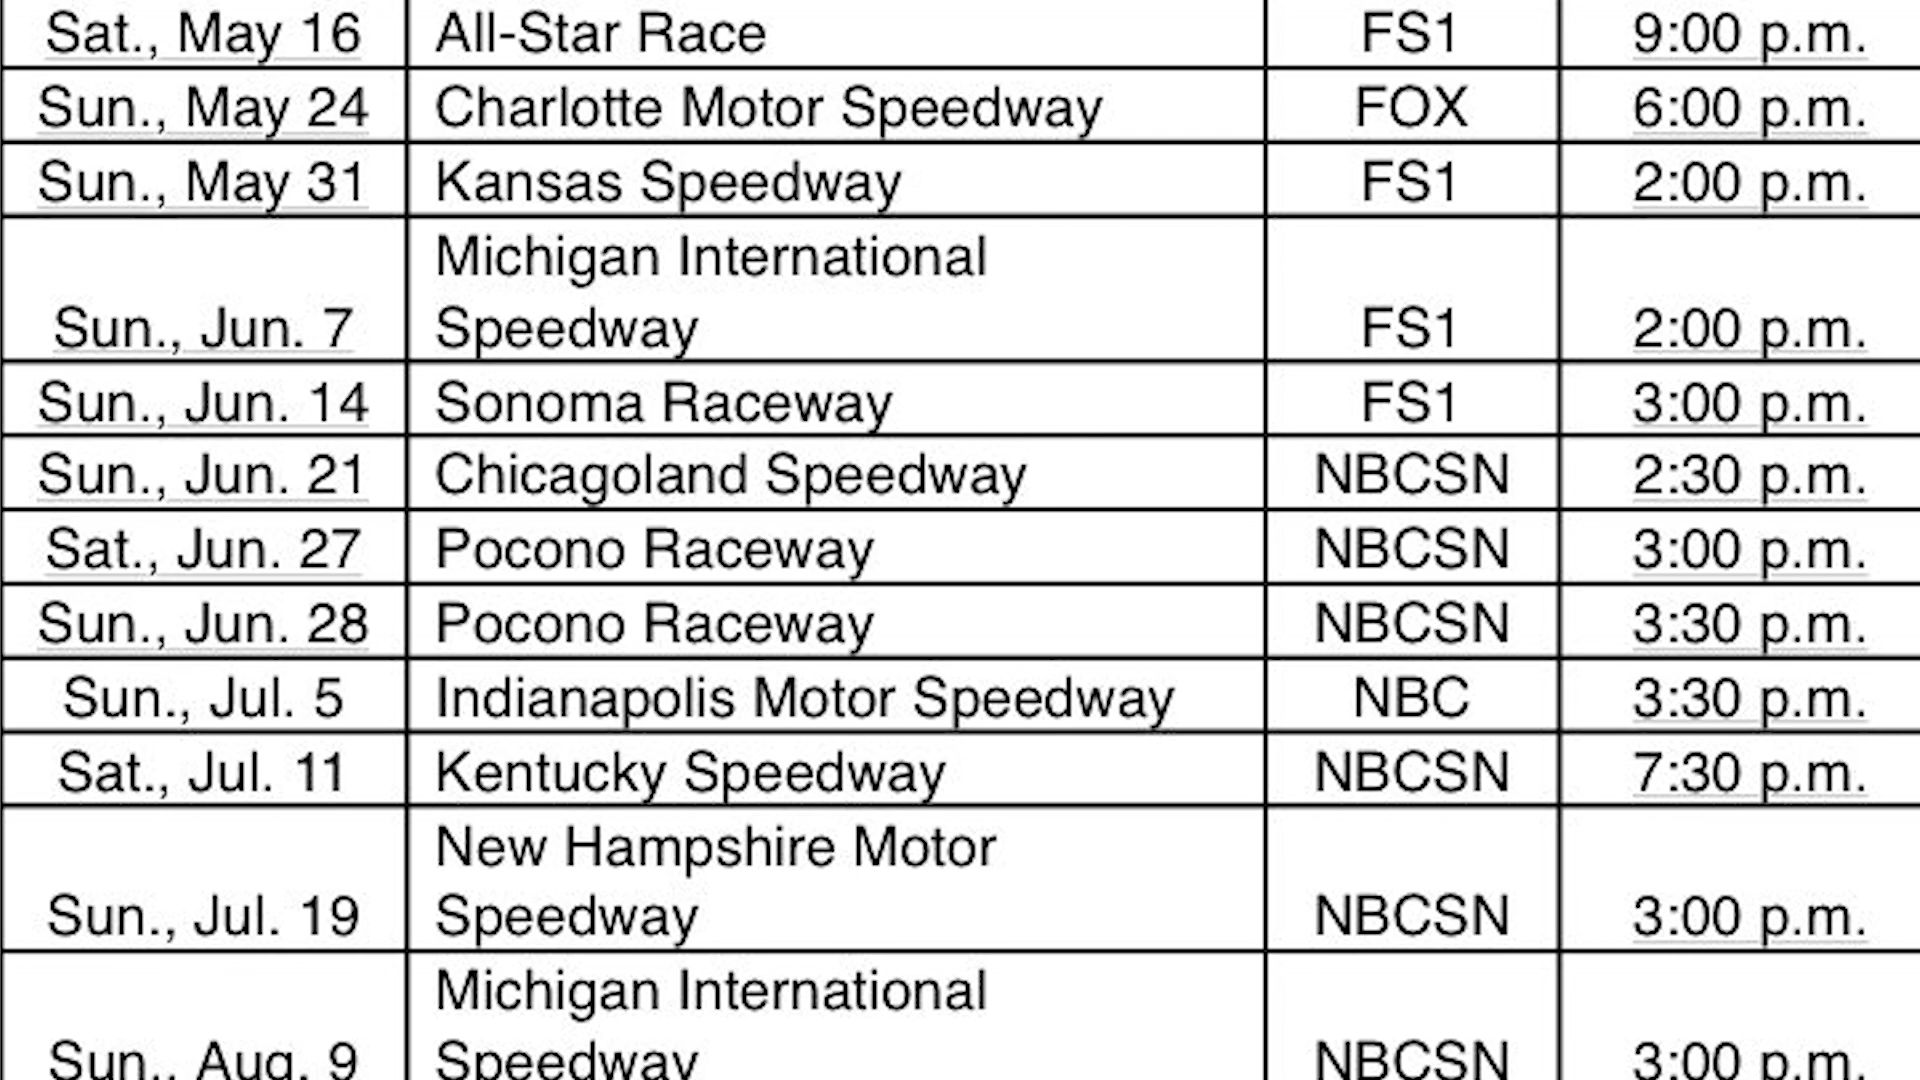 Sat., May 16 All-Star Race FS1 9:00 p.m.
Sun., May 24 Charlotte Motor Speedway FOX 6:00 p.m.
Sun., May 31 Kansas Speedway FS1 2:00 p.m.
Michigan International
Sun., Jun. 7 Speedway FS1 2:00 p.m.
Sun., Jun. 14 Sonoma Raceway FS1 3:00 p.m.
Sun., Jun. 21 Chicagoland Speedway NBCSN 2:30 p.m.
Sat., Jun. 27 Pocono Raceway NBCSN 3:00 p.m.
Sun., Jun. 28 Pocono Raceway NBCSN 3:30 p.m.
Sun., Jul. 5 Indianapolis Motor Speedway NBC 3:30 p.m.
Sat., Jul. 11 Kentucky Speedway NBCSN 7:30 p.m.
New Hampshire Motor
Sun., Jul. 19 Speedway NBCSN 3:00 p.m.
Michigan International
Sun., Aug. 9 Speedway NBCSN 3:00 p.m.